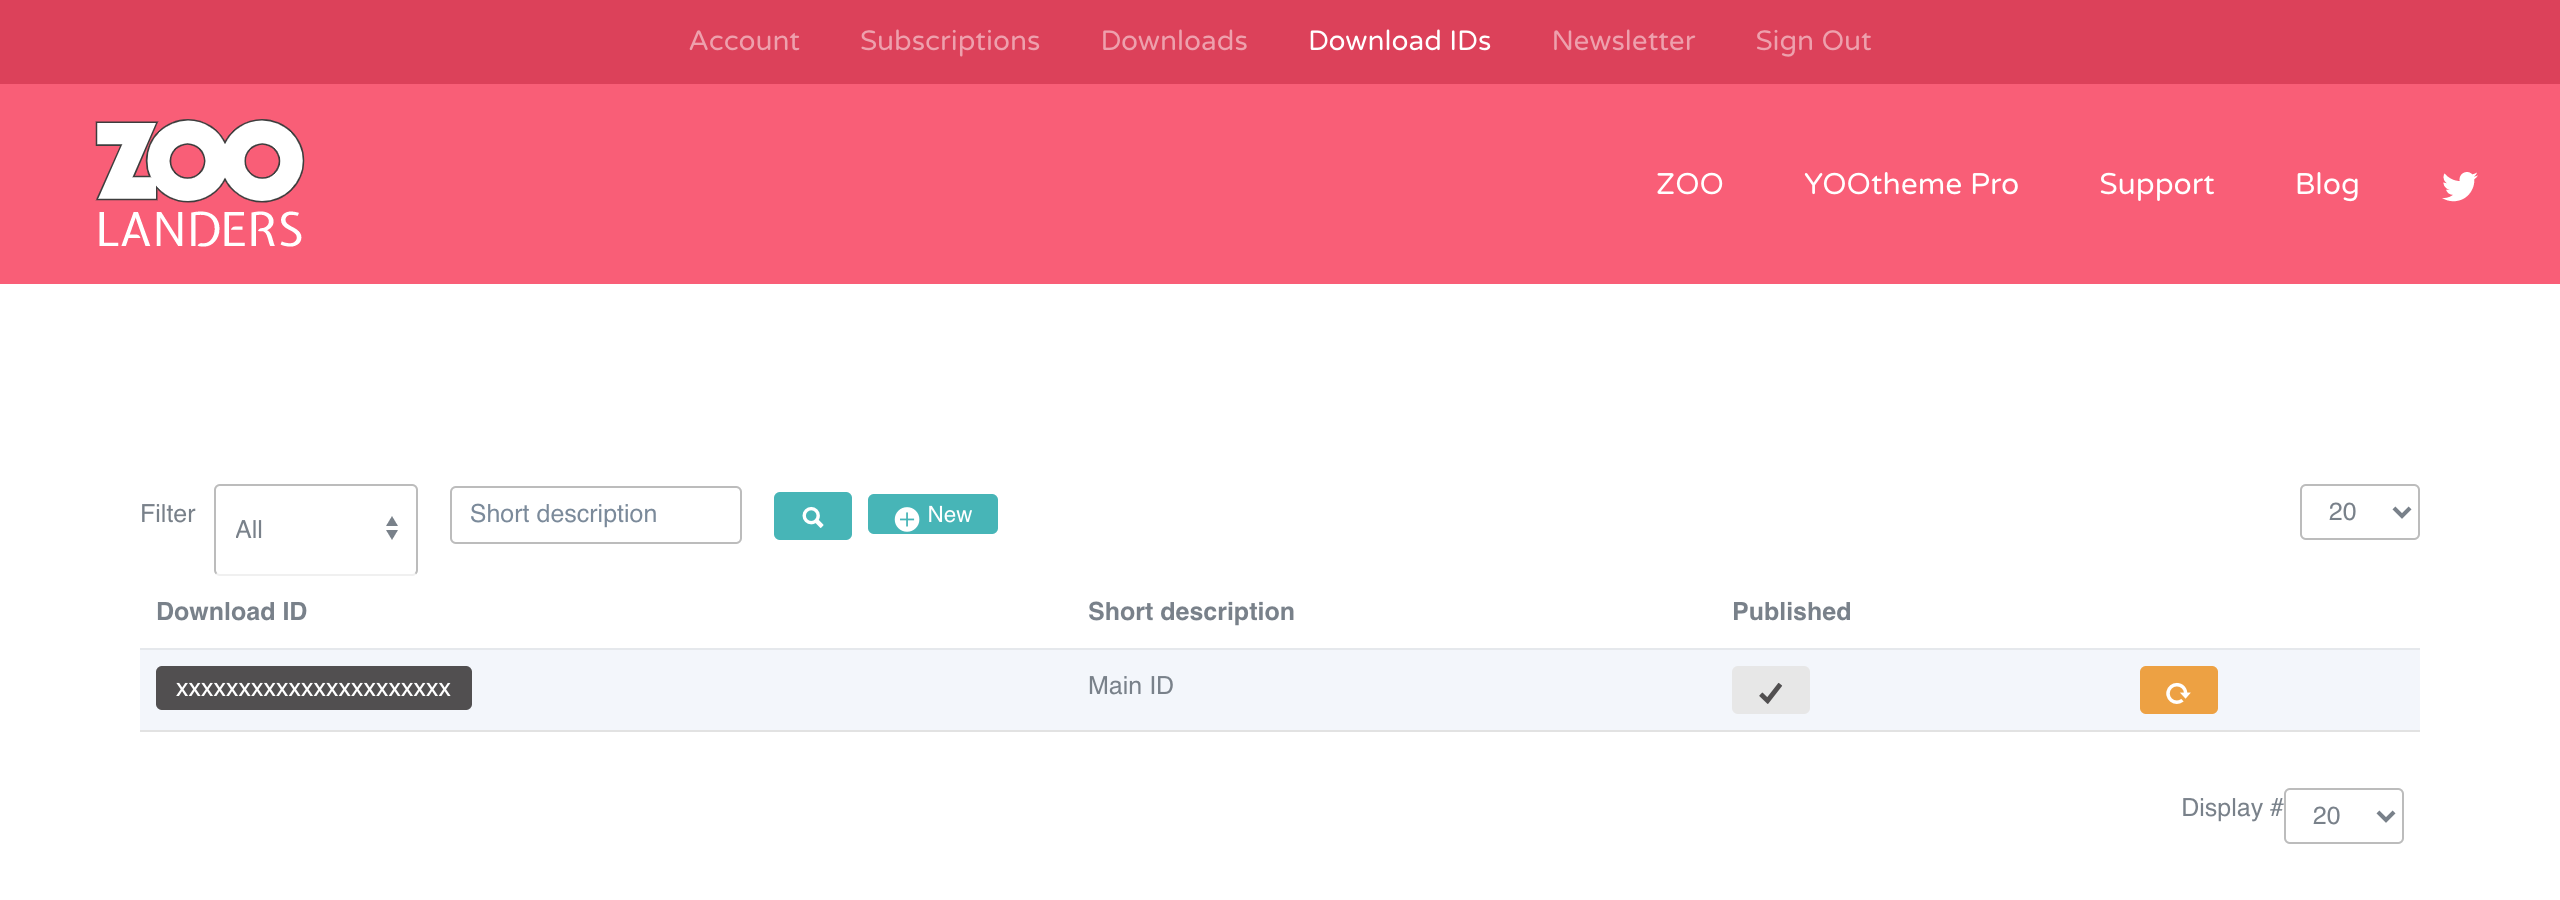 Account Subscriptions Downloads Download IDs Newsletter Sign Out
ZOO
LANDERS
ZOO YOOtheme Pro Support Blog
Filter All Short description New 20
Download ID Short description Published
xxxxxxxxxxxxxxxxxxxxxx Main ID
Display # 20